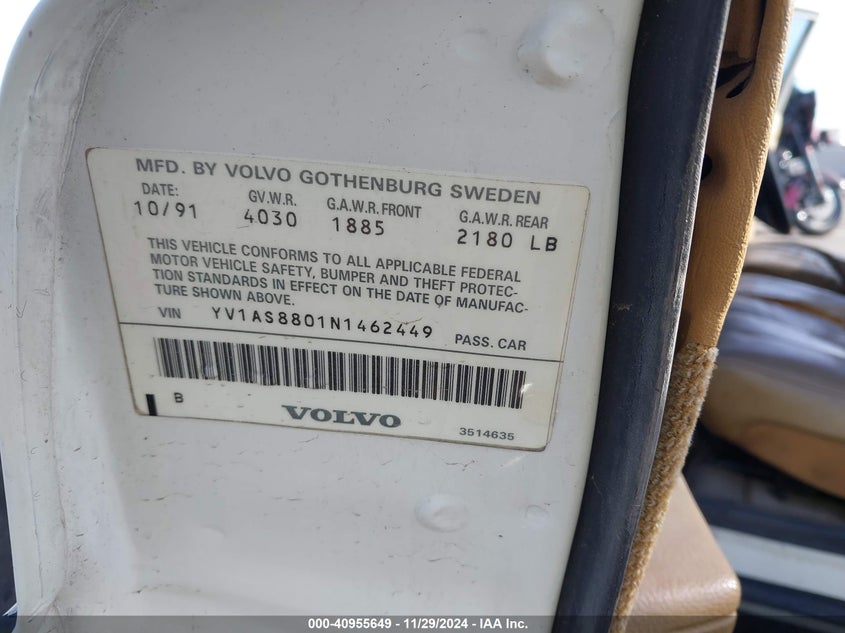 MFD. BY VOLVO GOTHENBURG SWEDEN
DATE: GV.W.R. G.A.W.R. FRONT G.A.W.R. REAR
10/91 4030 1885 2180 LB
THIS VEHICLE CONFORMS TO ALL APPLICABLE FEDERAL
MOTOR VEHICLE SAFETY, BUMPER AND THEFT PROTEC-
TION STANDARDS IN EFFECT ON THE DATE OF MANUFAC-
TURE SHOWN ABOVE.
VIN YV1AS8801N1462449 PASS. CAR
B
VOLVO
3514635
000-40955649 - 11/29/2024 - IAA Inc.